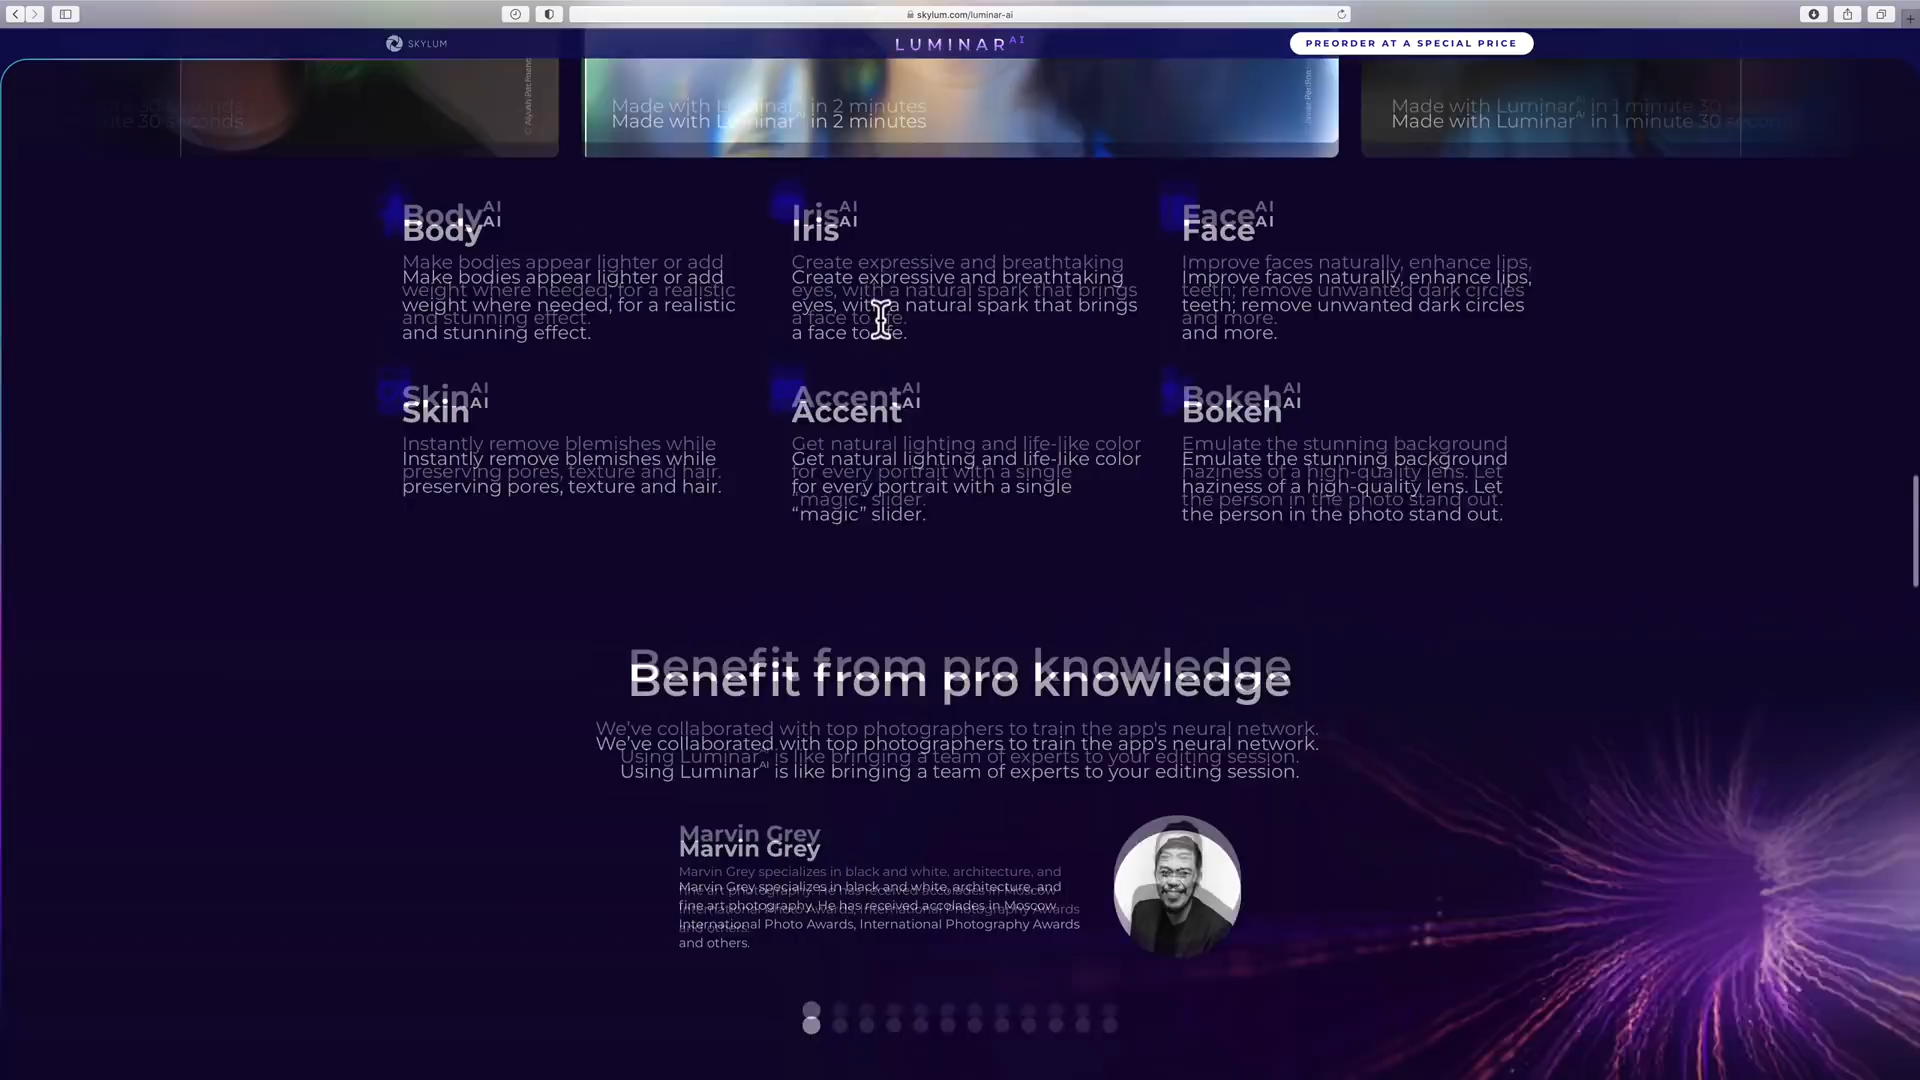 skylum.com/luminar-ai
SKYLUM
LUMINAR AI
PREORDER AT A SPECIAL PRICE
30 seconds
Made with Luminar AI in 2 minutes
Made with Luminar AI in 1 minute 30 seconds
Body AI
Make bodies appear lighter or add
weight where needed, for a realistic
and stunning effect.
Iris AI
Create expressive and breathtaking
eyes, with a natural spark that brings
a face to life.
Face AI
Improve faces naturally, enhance lips,
teeth; remove unwanted dark circles
and more.
Skin AI
Instantly remove blemishes while
preserving pores, texture and hair.
Accent AI
Get natural lighting and life-like color
for every portrait with a single
“magic” slider.
Bokeh AI
Emulate the stunning background
haziness of a high-quality lens. Let
the person in the photo stand out.
Benefit from pro knowledge
We’ve collaborated with top photographers to train the app's neural network.
Using Luminar AI is like bringing a team of experts to your editing session.
Marvin Grey
Marvin Grey specializes in black and white, architecture, and
fine art photography. He has received accolades in Moscow
International Photo Awards, International Photography Awards
and others.